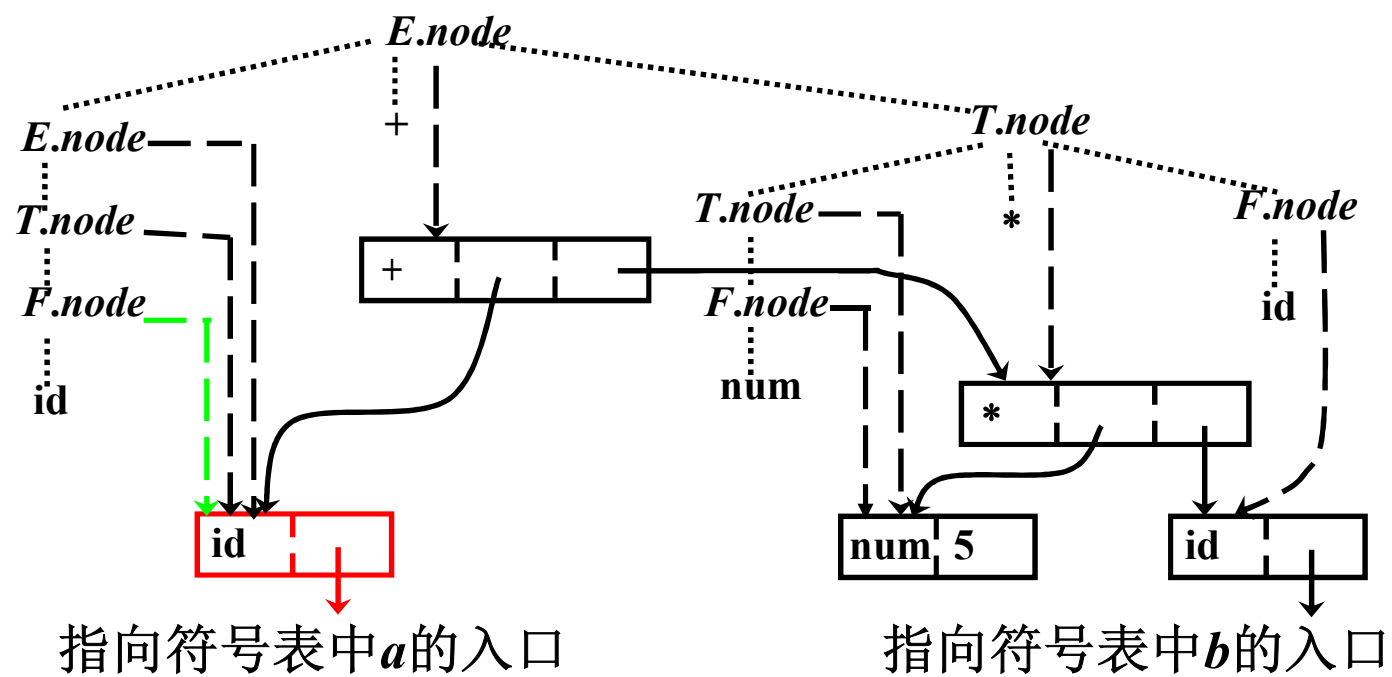 E.node
+
T.node
E.node
T.node
*
F.node
T.node
+
F.node
F.node
id
id
num
*
id
num 5
id
指向符号表中a的入口
指向符号表中b的入口